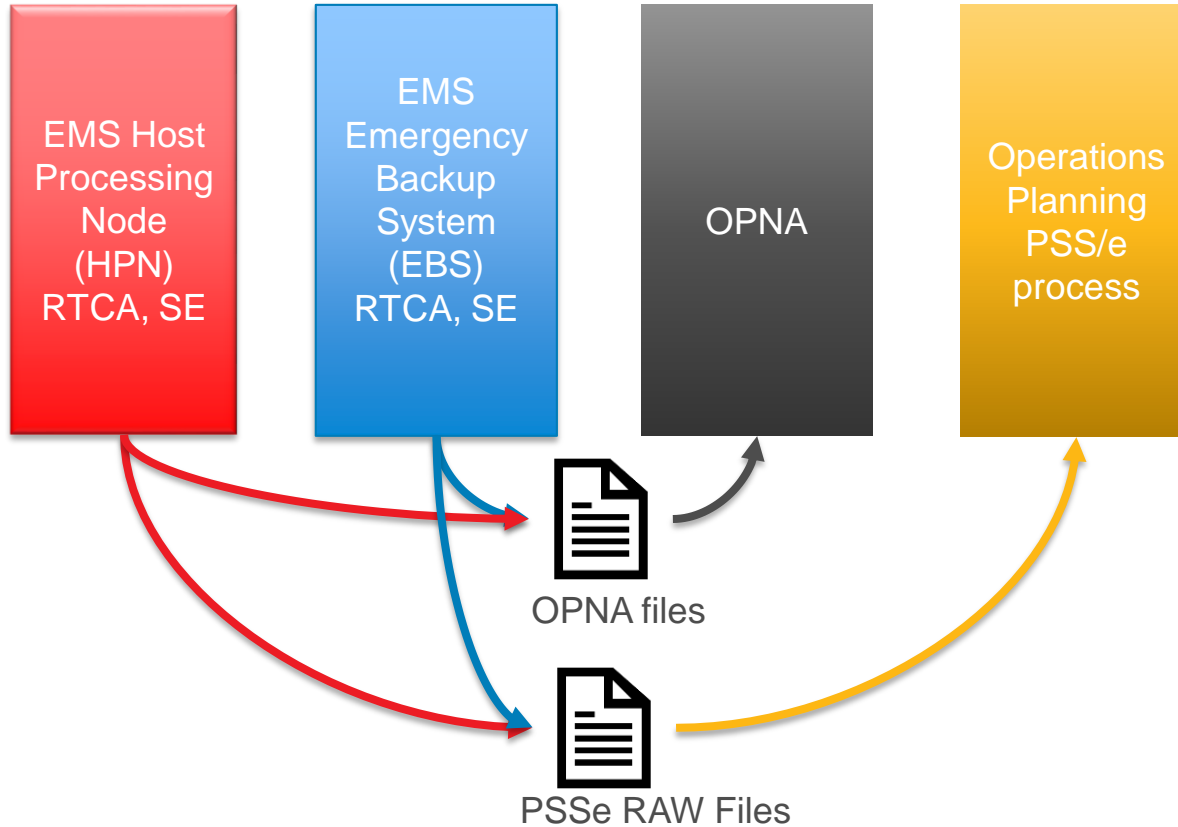 EMS Host
Processing
Node
(HPN)
RTCA, SE
EMS
Emergency
Backup
System
(EBS)
RTCA, SE
OPNA
Operations
Planning
PSS/e
process
OPNA files
PSSe RAW Files